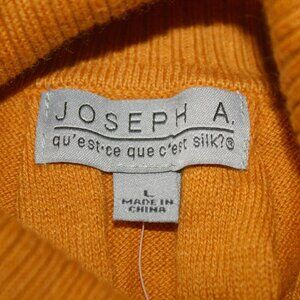 JOSEPH A.
qu'est·ce que c'est silk?®
L
MADE IN
CHINA